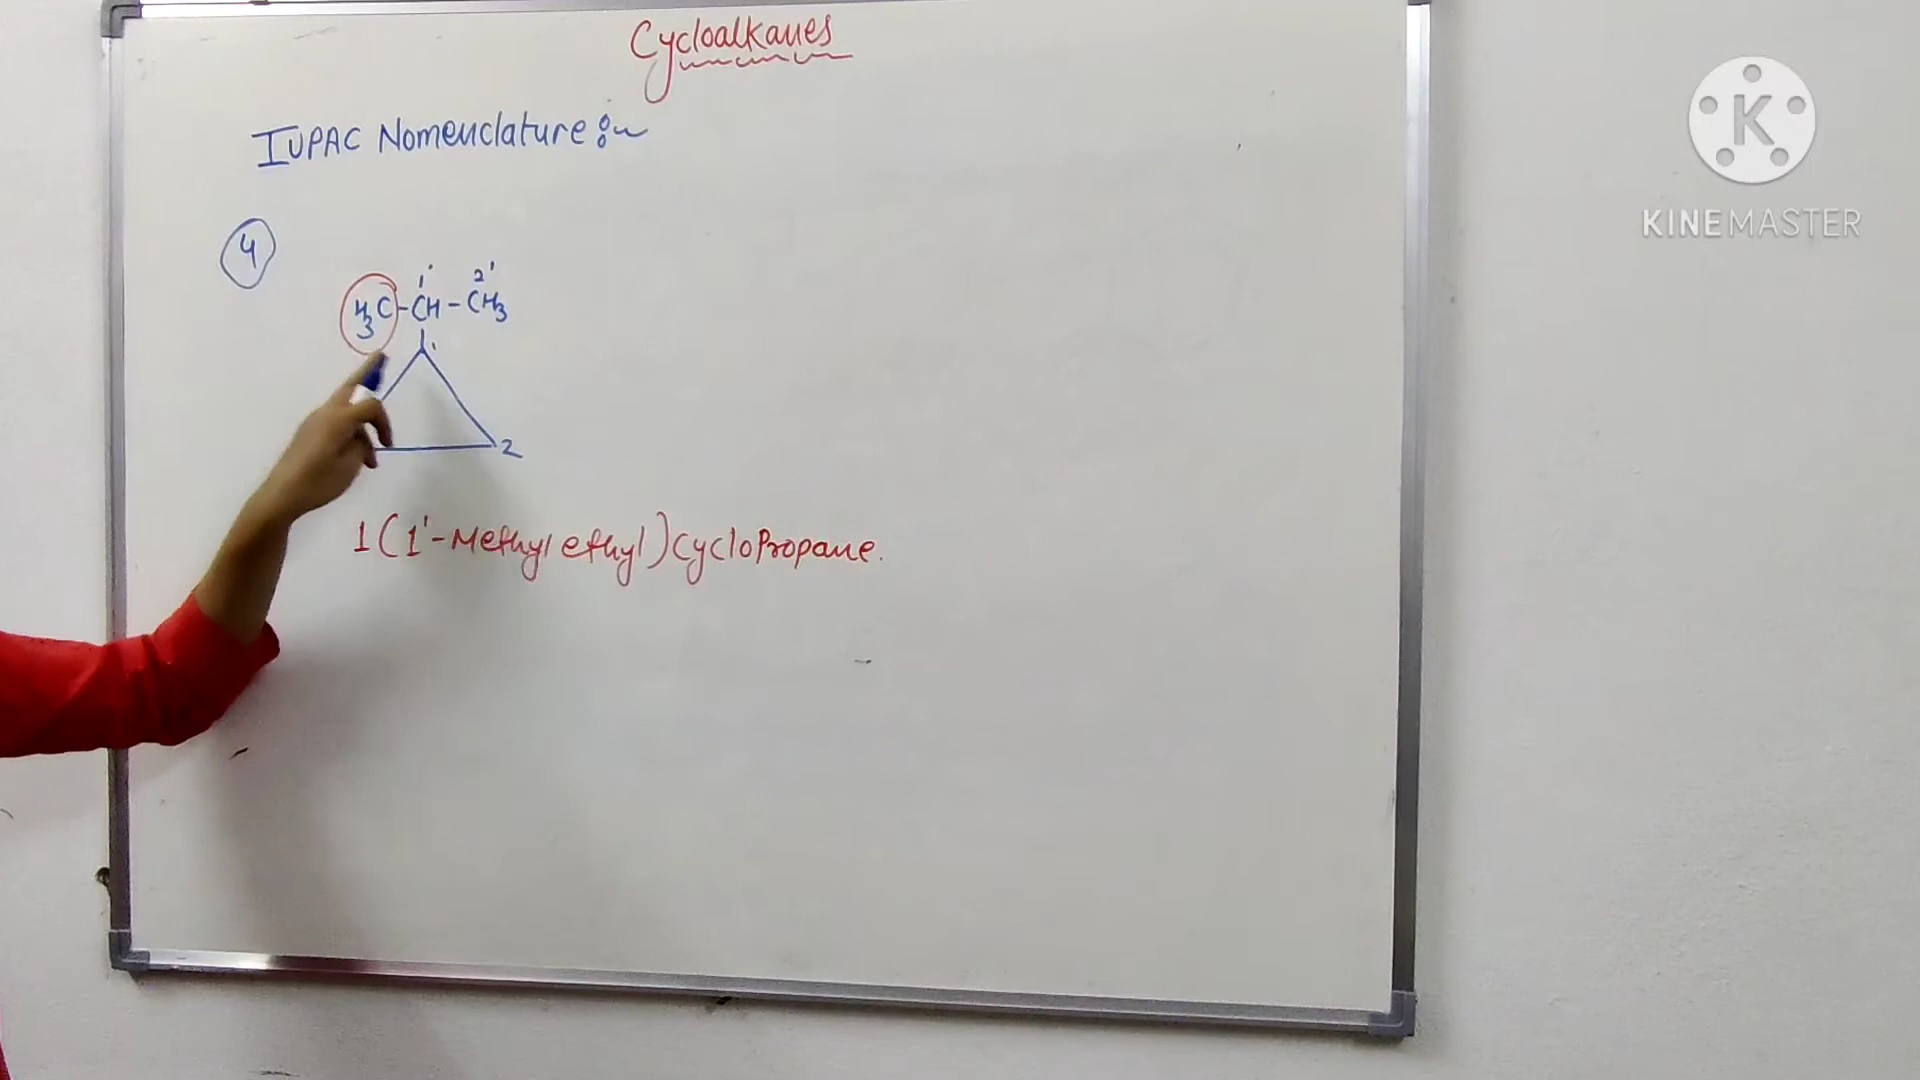 Cycloalkanes
IUPAC Nomenclature :~
4
1' 2'
H3C-CH-CH3
1
2
1(1'-Methyl ethyl)cycloPropane.
K
KINEMASTER